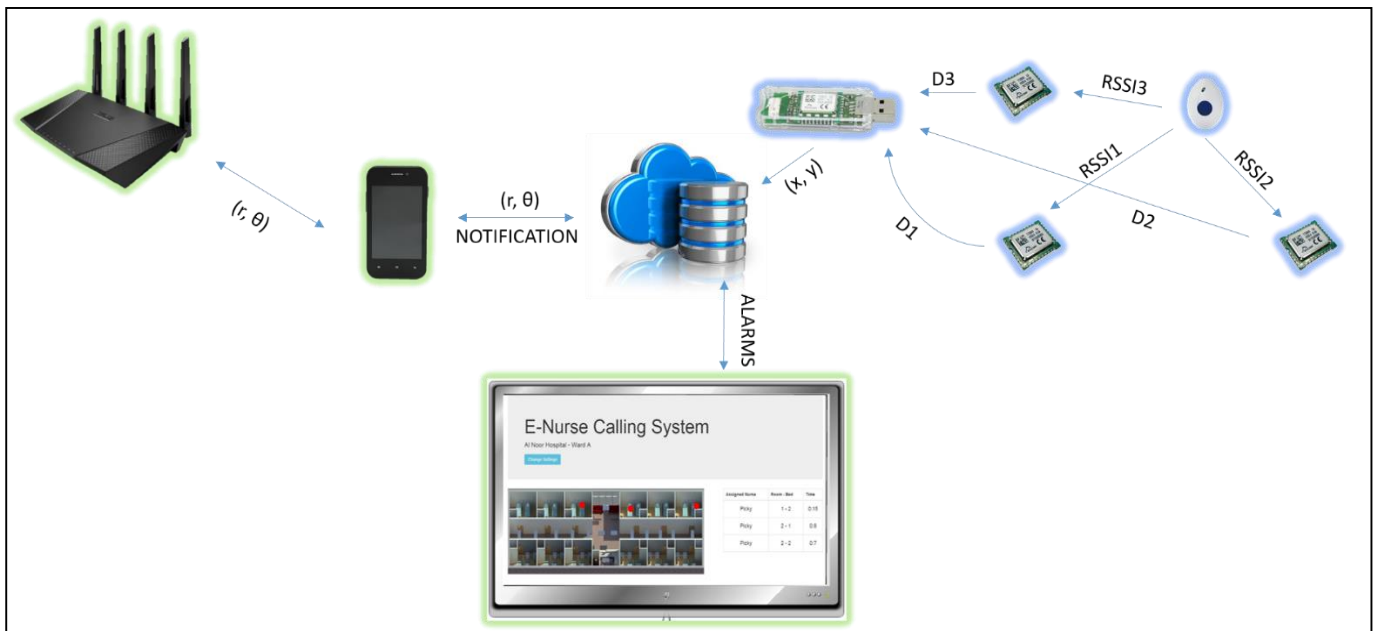 D3
RSSI3
RSSI1
RSSI2
(x, y)
D1
D2
(r, θ)
(r, θ)
NOTIFICATION
ALARMS
E-Nurse Calling System
Al Noor Hospital - Ward A
Change Settings
Assigned Nurse Room - Bed Time
Picky 1 - 2 0:15
Picky 2 - 1 0:8
Picky 2 - 2 0:7